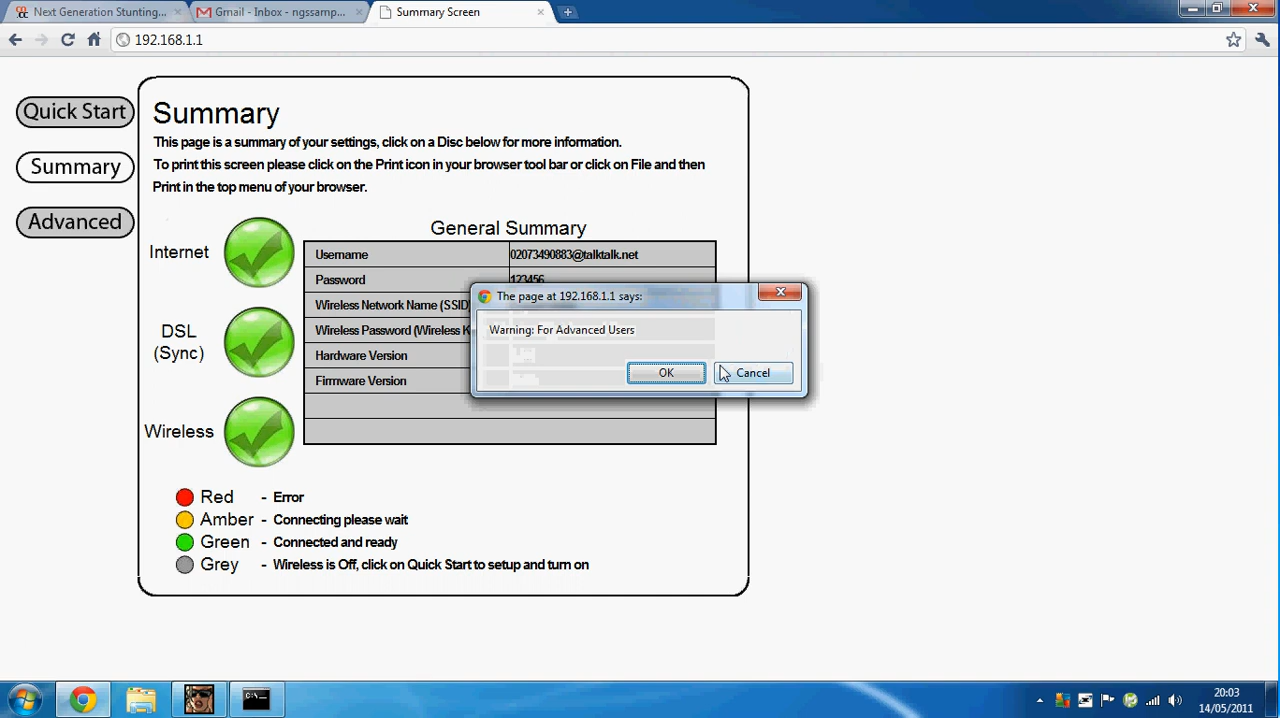 Next Generation Stunting...
Gmail - Inbox - ngssamp...
Summary Screen
192.168.1.1
Quick Start
Summary
Advanced
Summary
This page is a summary of your settings, click on a Disc below for more information.
To print this screen please click on the Print icon in your browser tool bar or click on File and then
Print in the top menu of your browser.
General Summary
Internet
DSL
(Sync)
Wireless
Username 02073490883@talktalk.net
Password 123456
Wireless Network Name (SSID
Wireless Password (Wireless K
Hardware Version
Firmware Version
The page at 192.168.1.1 says:
Warning: For Advanced Users
OK
Cancel
Red - Error
Amber - Connecting please wait
Green - Connected and ready
Grey - Wireless is Off, click on Quick Start to setup and turn on
20:03
14/05/2011